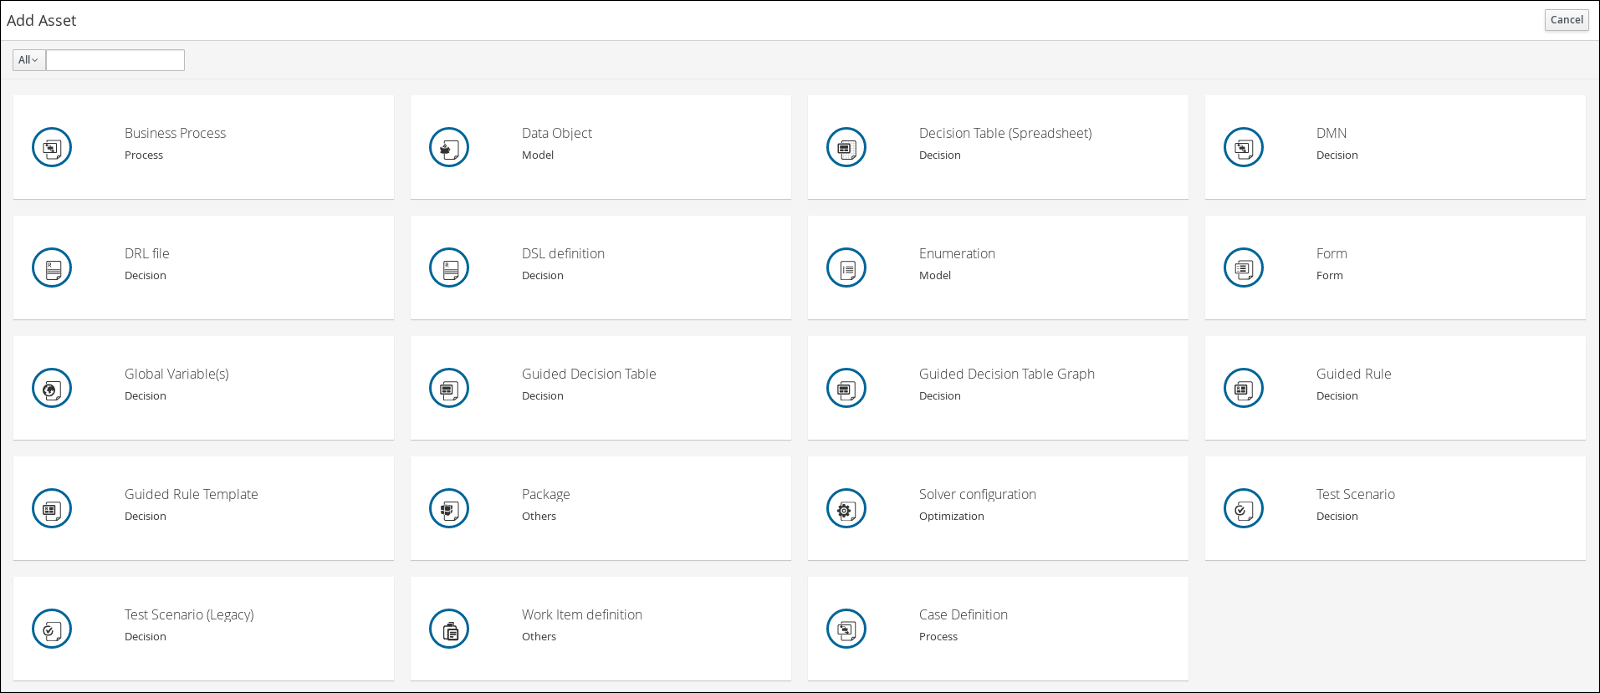 Add Asset
Cancel
All
Business Process
Process
Data Object
Model
Decision Table (Spreadsheet)
Decision
DMN
Decision
DRL file
Decision
DSL definition
Decision
Enumeration
Model
Form
Form
Global Variable(s)
Decision
Guided Decision Table
Decision
Guided Decision Table Graph
Decision
Guided Rule
Decision
Guided Rule Template
Decision
Package
Others
Solver configuration
Optimization
Test Scenario
Decision
Test Scenario (Legacy)
Decision
Work Item definition
Others
Case Definition
Process